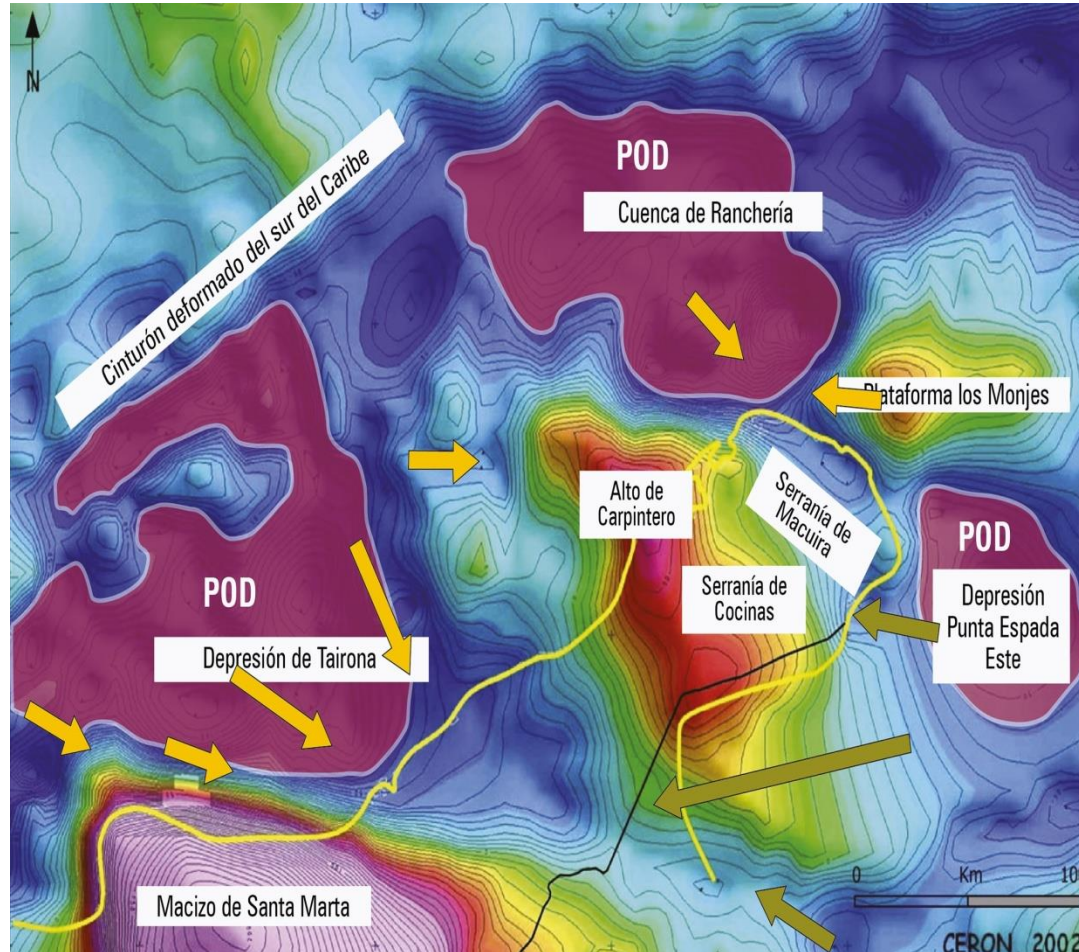 N
Cinturón deformado del sur del Caribe
POD
Cuenca de Ranchería
Plataforma los Monjes
Alto de
Carpintero
Serranía de
Macuira
Serranía de
Cocinas
POD
Depresión
Punta Espada
Este
POD
Depresión de Tairona
Macizo de Santa Marta
0 Km 10
CERON 2002